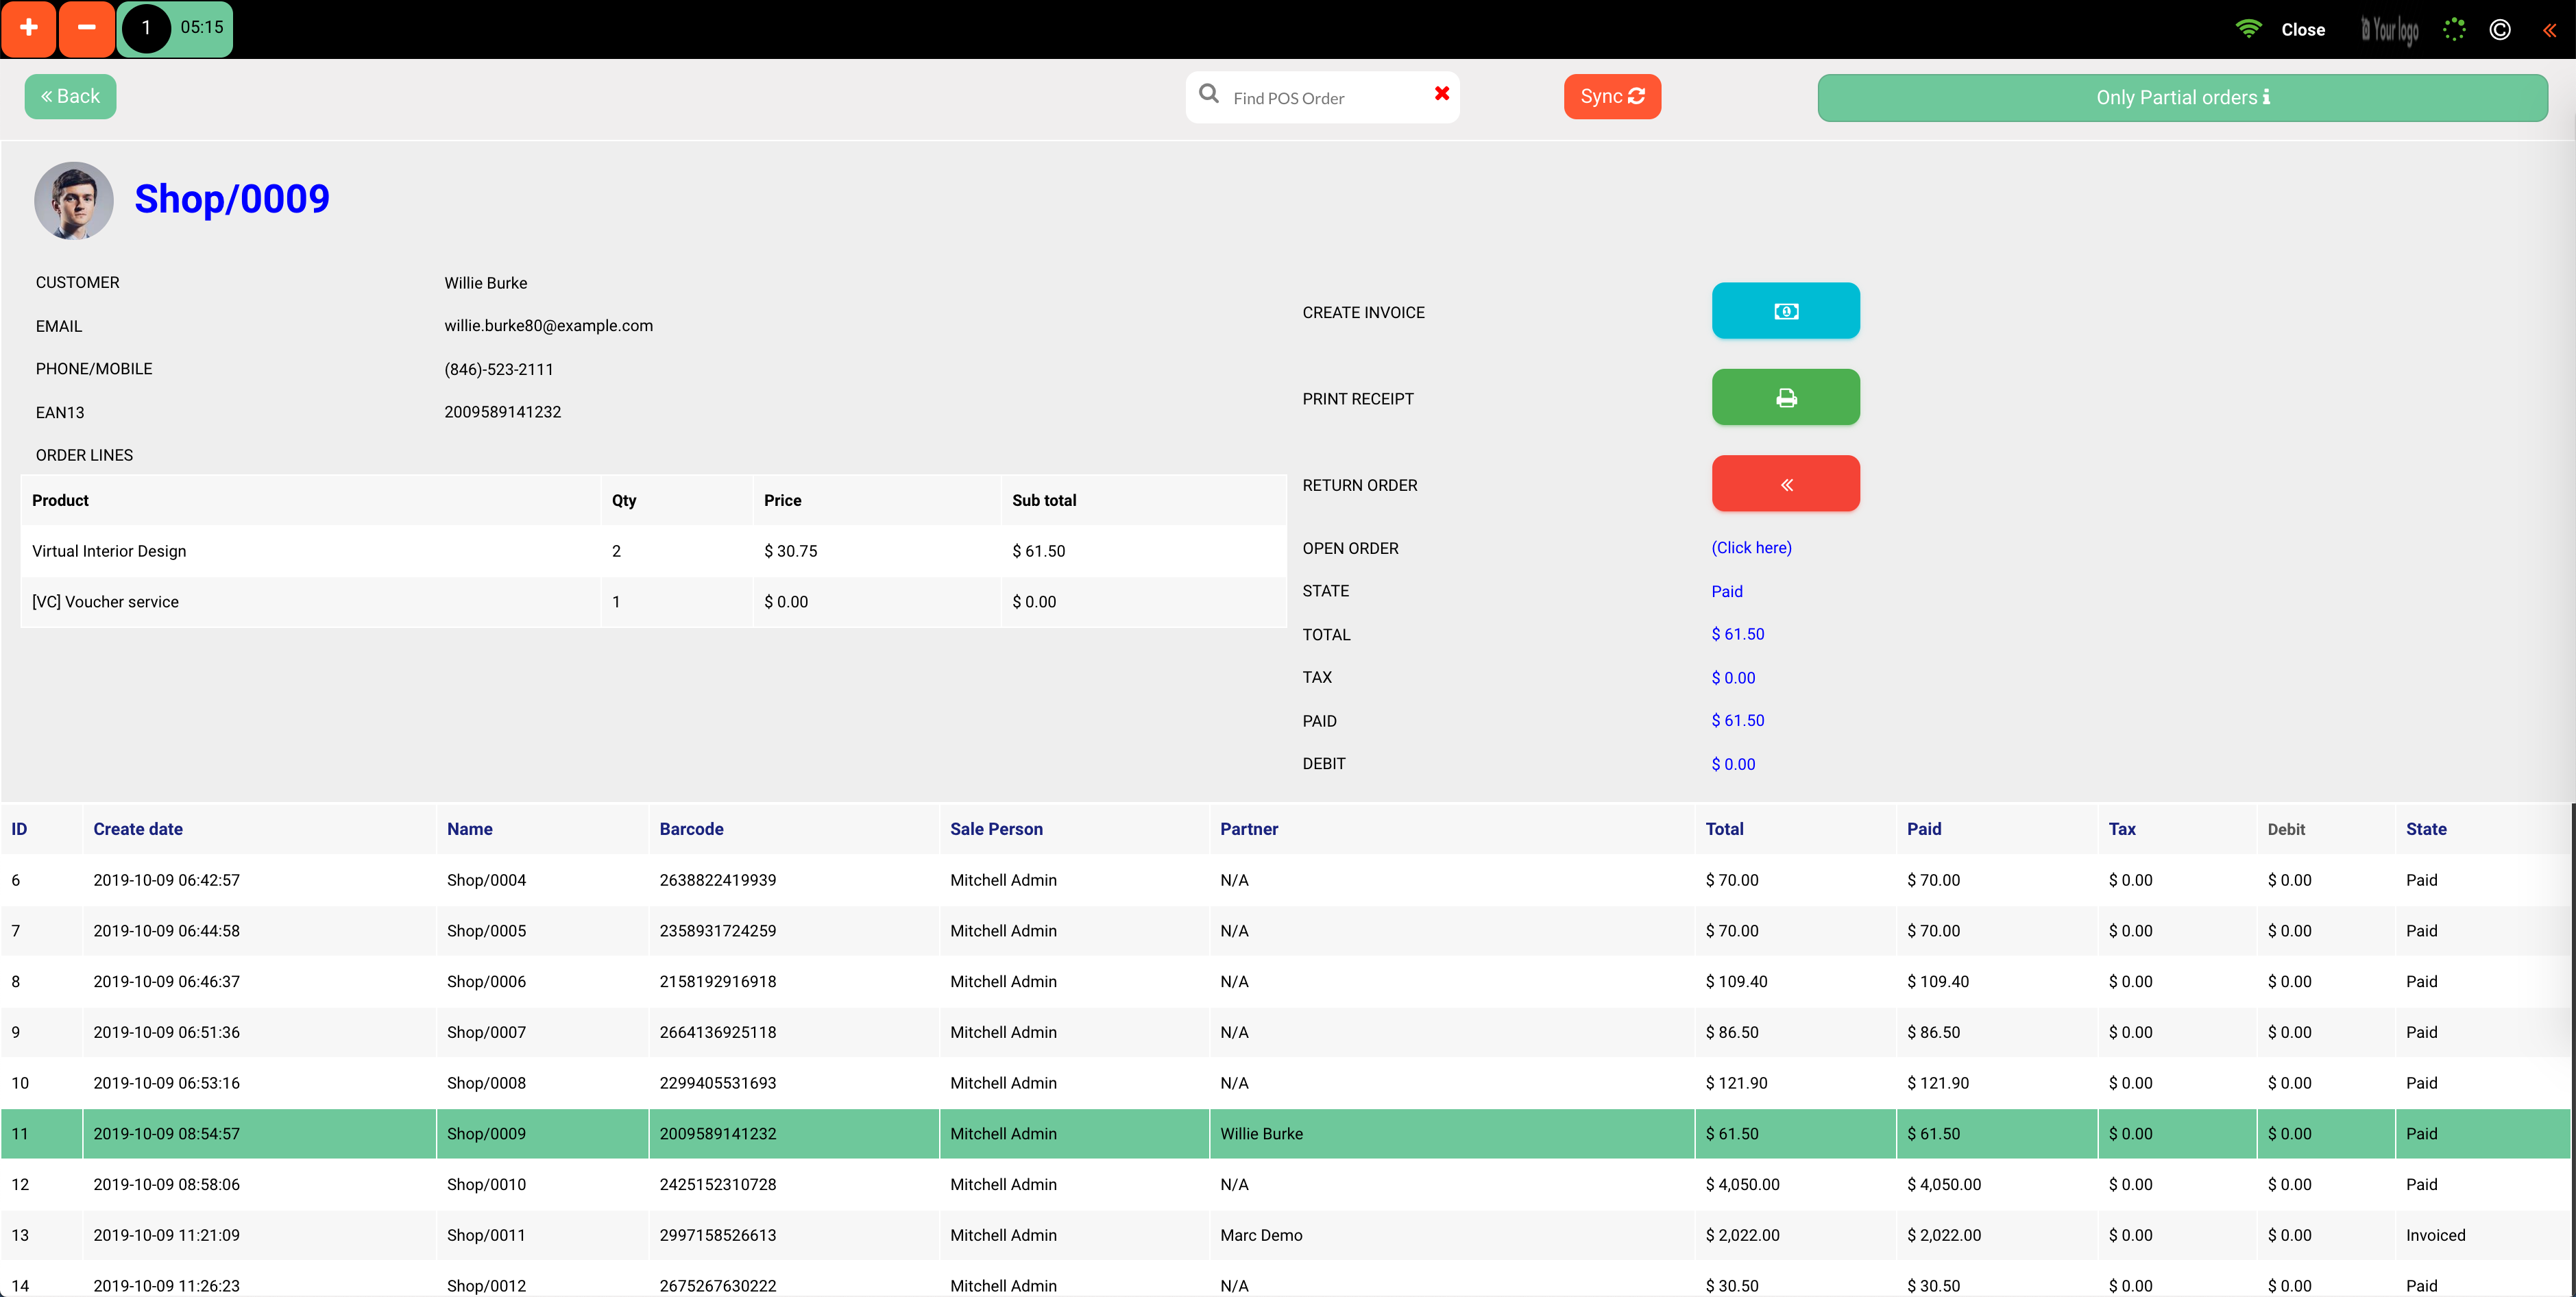 1 05:15 Close Your logo
Back Find POS Order Sync Only Partial orders
Shop/0009
CUSTOMER Willie Burke
EMAIL willie.burke80@example.com
PHONE/MOBILE (846)-523-2111
EAN13 2009589141232
ORDER LINES
Product Qty Price Sub total
Virtual Interior Design 2 $ 30.75 $ 61.50
[VC] Voucher service 1 $ 0.00 $ 0.00
CREATE INVOICE
PRINT RECEIPT
RETURN ORDER
OPEN ORDER (Click here)
STATE Paid
TOTAL $ 61.50
TAX $ 0.00
PAID $ 61.50
DEBIT $ 0.00
ID Create date Name Barcode Sale Person Partner Total Paid Tax Debit State
6 2019-10-09 06:42:57 Shop/0004 2638822419939 Mitchell Admin N/A $ 70.00 $ 70.00 $ 0.00 $ 0.00 Paid
7 2019-10-09 06:44:58 Shop/0005 2358931724259 Mitchell Admin N/A $ 70.00 $ 70.00 $ 0.00 $ 0.00 Paid
8 2019-10-09 06:46:37 Shop/0006 2158192916918 Mitchell Admin N/A $ 109.40 $ 109.40 $ 0.00 $ 0.00 Paid
9 2019-10-09 06:51:36 Shop/0007 2664136925118 Mitchell Admin N/A $ 86.50 $ 86.50 $ 0.00 $ 0.00 Paid
10 2019-10-09 06:53:16 Shop/0008 2299405531693 Mitchell Admin N/A $ 121.90 $ 121.90 $ 0.00 $ 0.00 Paid
11 2019-10-09 08:54:57 Shop/0009 2009589141232 Mitchell Admin Willie Burke $ 61.50 $ 61.50 $ 0.00 $ 0.00 Paid
12 2019-10-09 08:58:06 Shop/0010 2425152310728 Mitchell Admin N/A $ 4,050.00 $ 4,050.00 $ 0.00 $ 0.00 Paid
13 2019-10-09 11:21:09 Shop/0011 2997158526613 Mitchell Admin Marc Demo $ 2,022.00 $ 2,022.00 $ 0.00 $ 0.00 Invoiced
14 2019-10-09 11:26:23 Shop/0012 2675267630222 Mitchell Admin N/A $ 30.50 $ 30.50 $ 0.00 $ 0.00 Paid